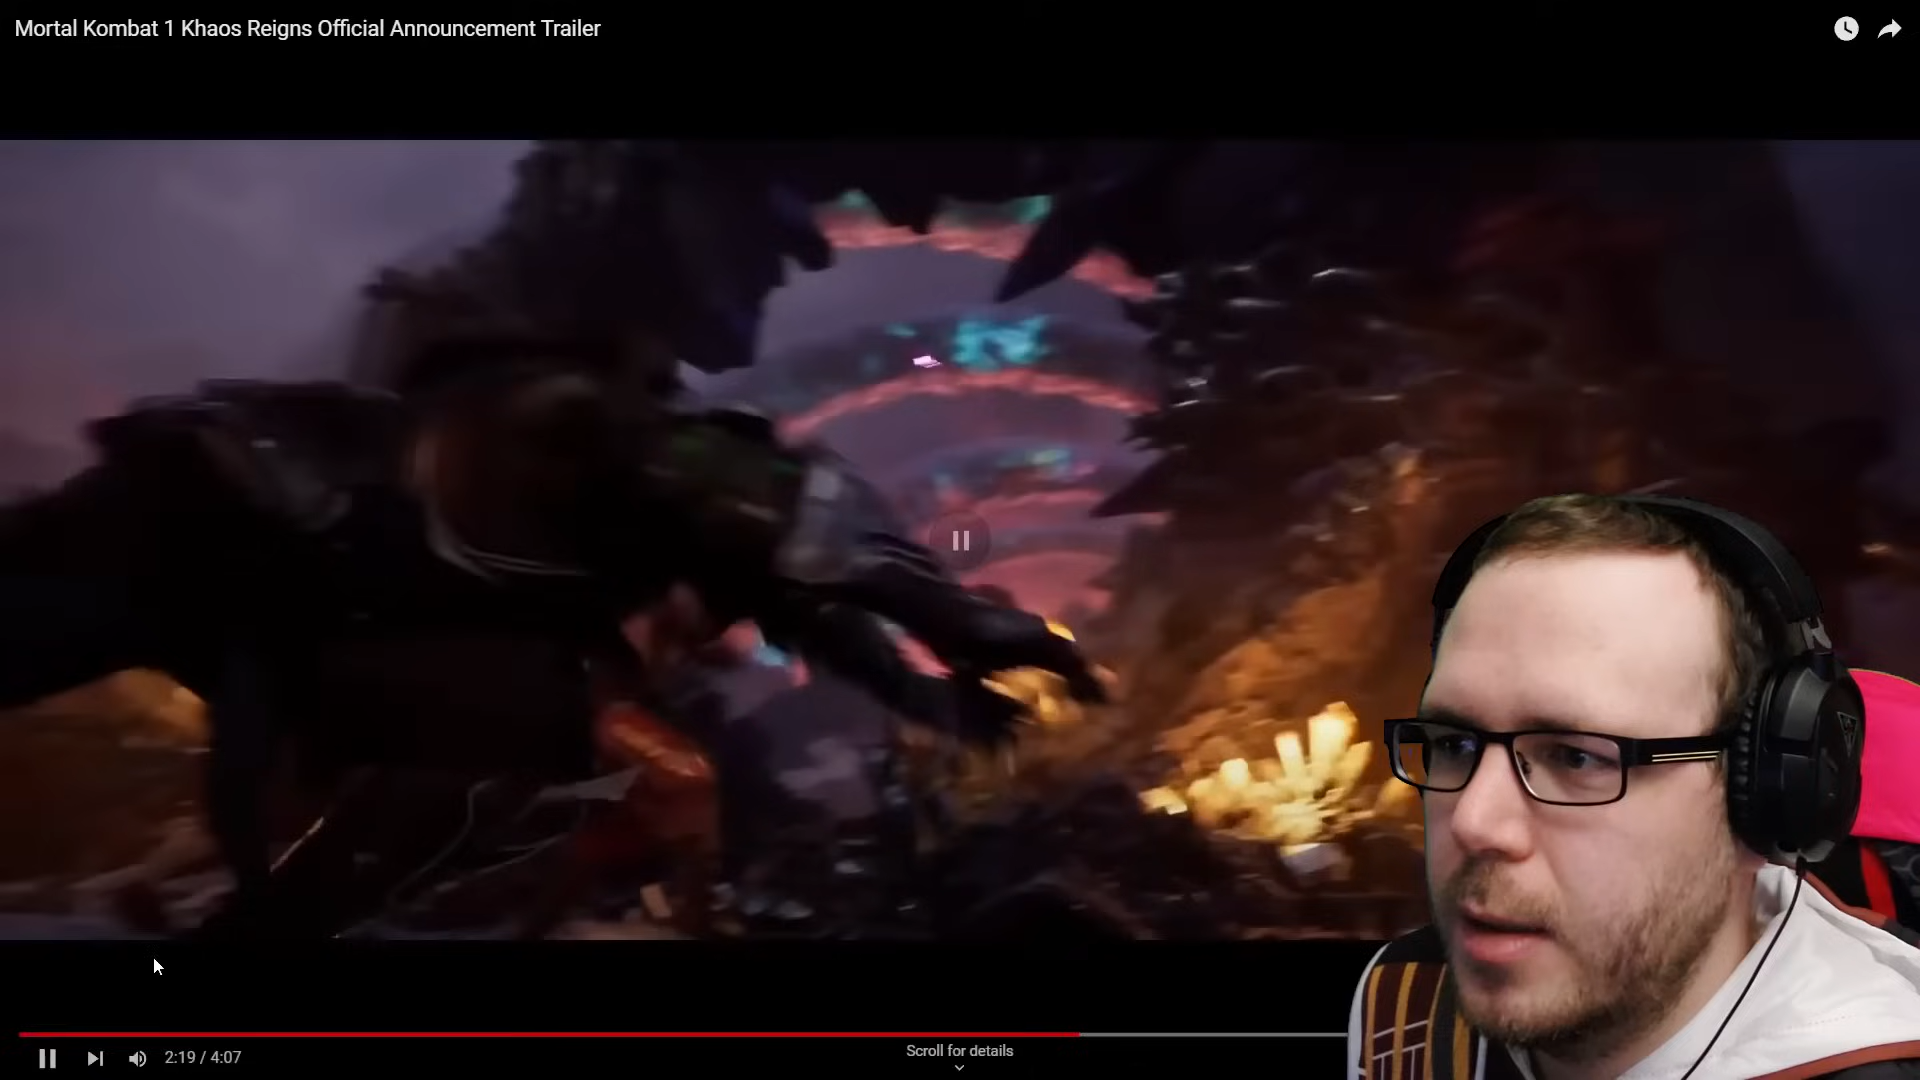 Mortal Kombat 1 Khaos Reigns Official Announcement Trailer
Scroll for details
2:19 / 4:07